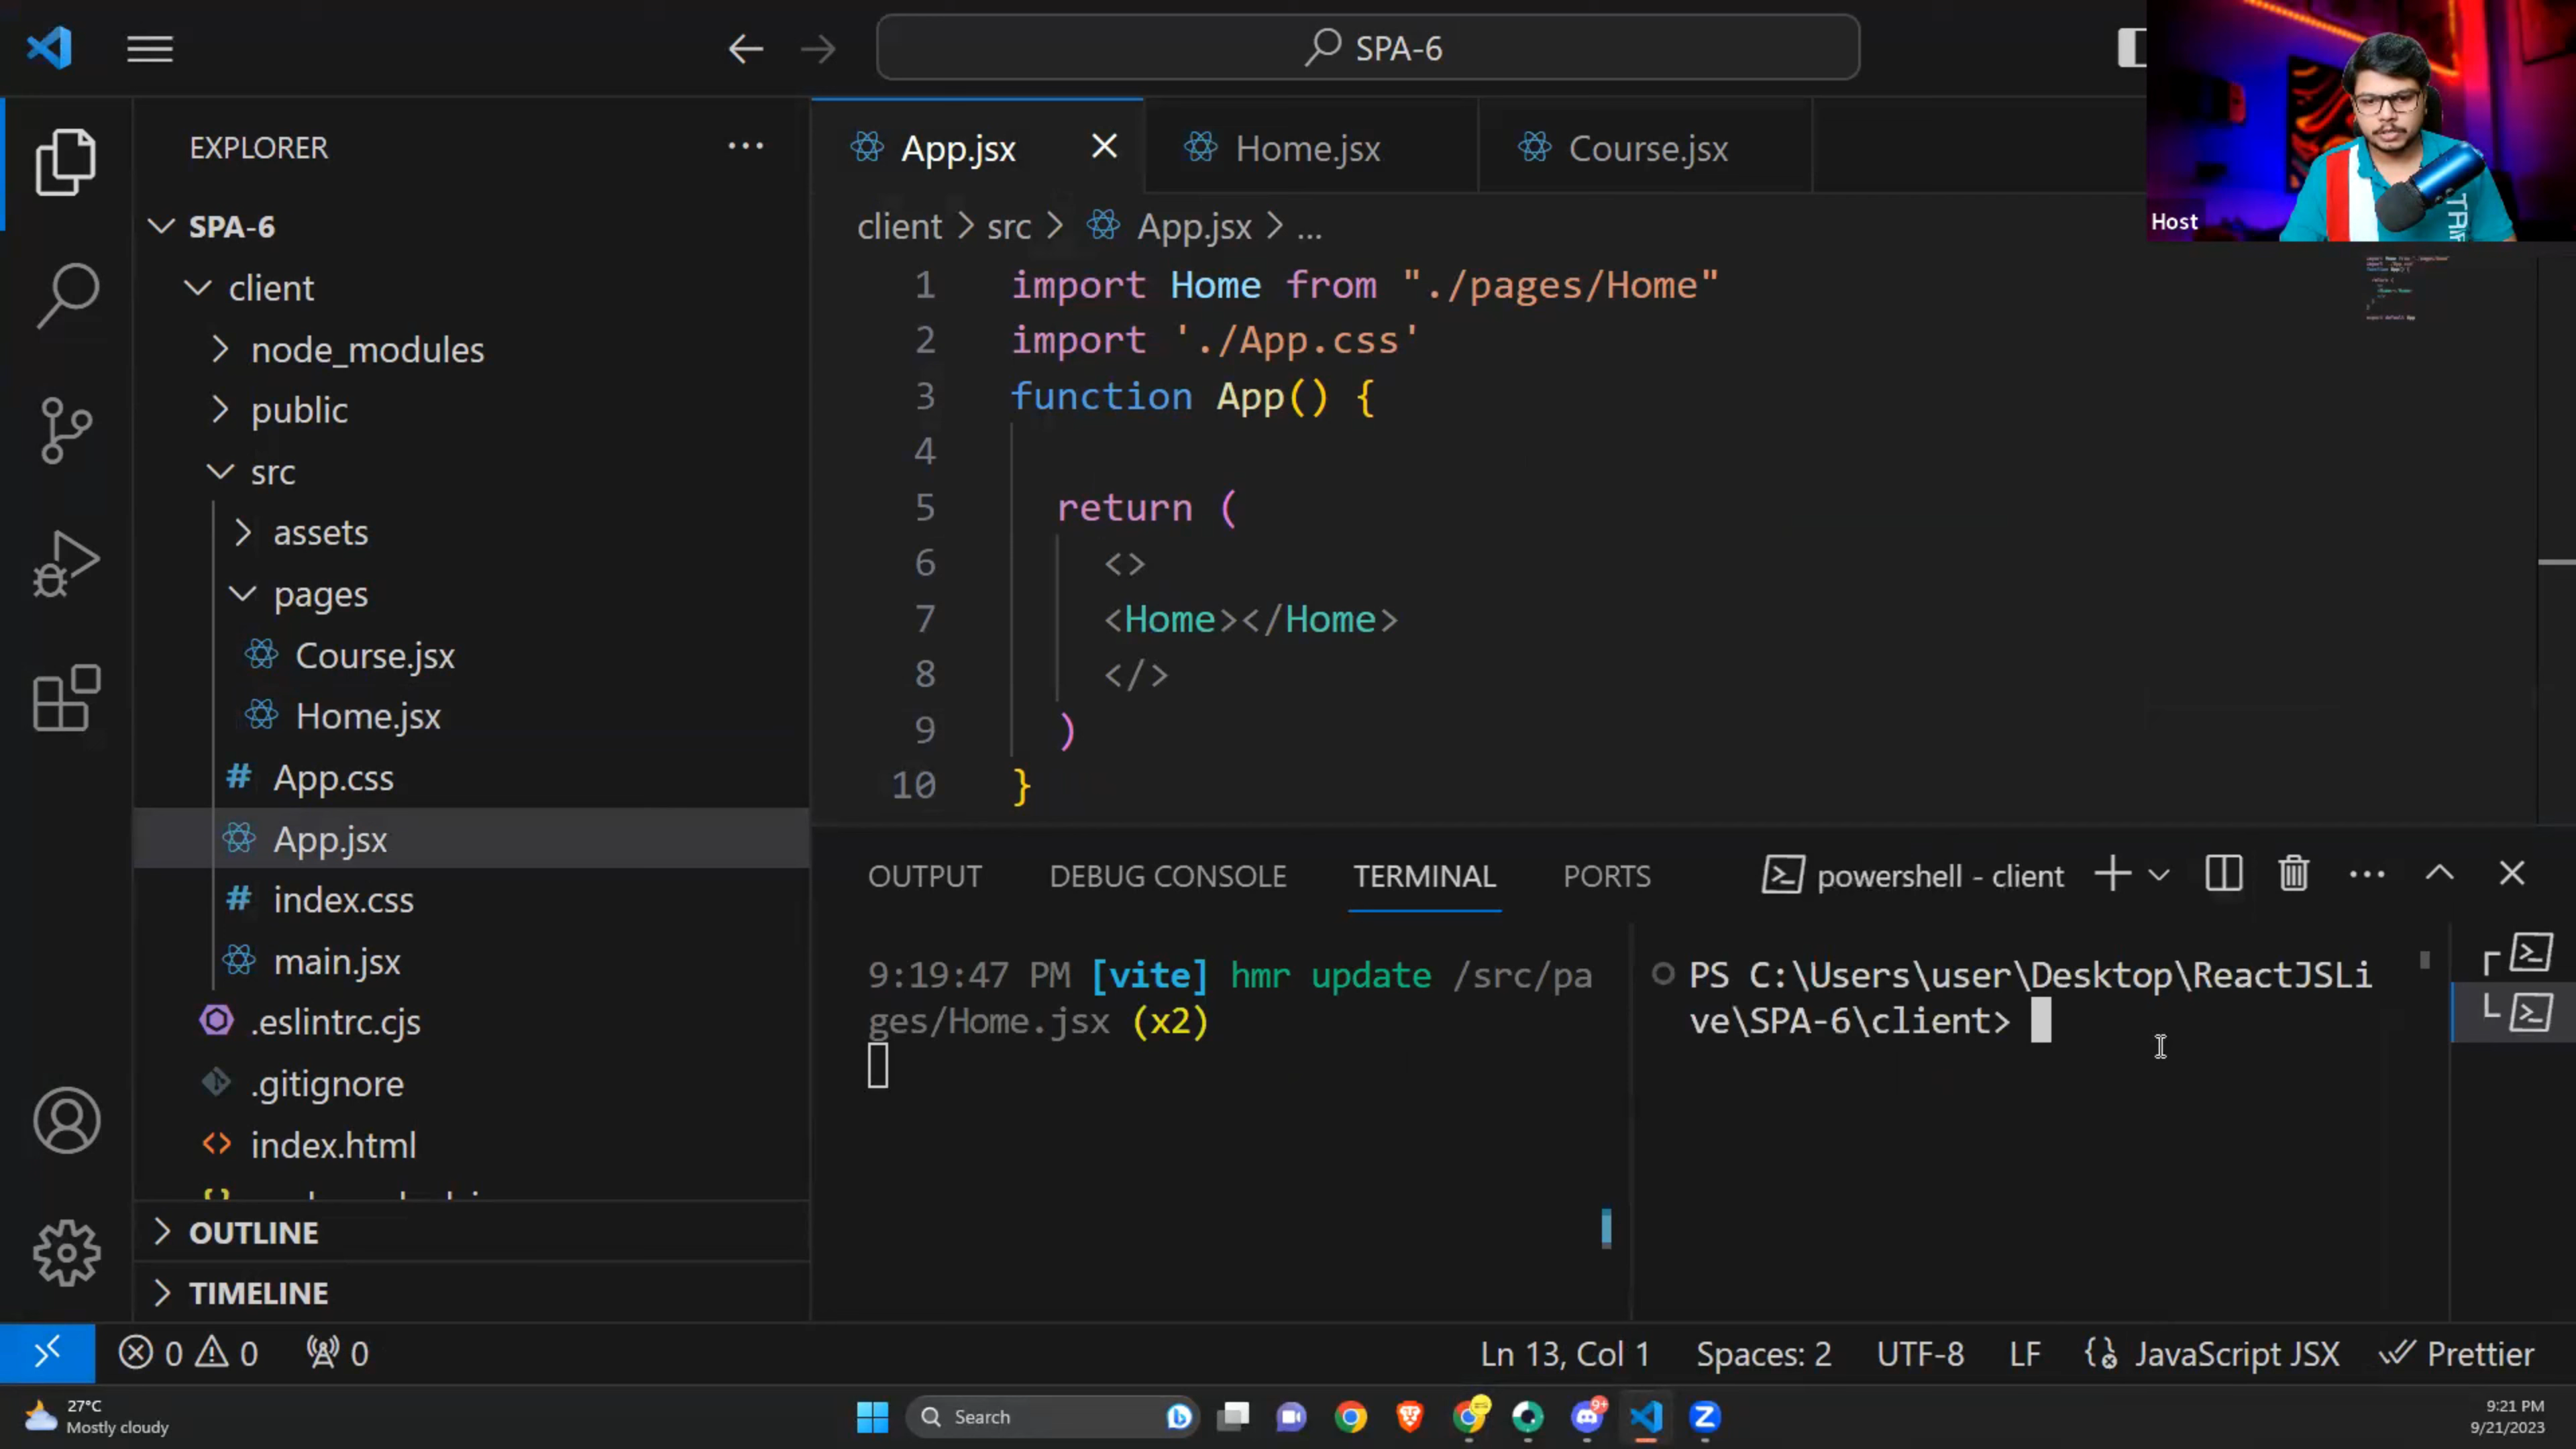 SPA-6
Host
EXPLORER
SPA-6
client
node_modules
public
src
assets
pages
Course.jsx
Home.jsx
App.css
App.jsx
index.css
main.jsx
.eslintrc.cjs
.gitignore
index.html
OUTLINE
TIMELINE
App.jsx
Home.jsx
Course.jsx
client > src > App.jsx > ...
1 import Home from "./pages/Home"
2 import './App.css'
3 function App() {
4
5 return (
6 <>
7 <Home></Home>
8 </>
9 )
10 }
OUTPUT
DEBUG CONSOLE
TERMINAL
PORTS
powershell - client
9:19:47 PM [vite] hmr update /src/pa
ges/Home.jsx (x2)
PS C:\Users\user\Desktop\ReactJSLi
ve\SPA-6\client>
0 0 0
Ln 13, Col 1 Spaces: 2 UTF-8 LF JavaScript JSX Prettier
27°C
Mostly cloudy
Search
9+
9:21 PM
9/21/2023